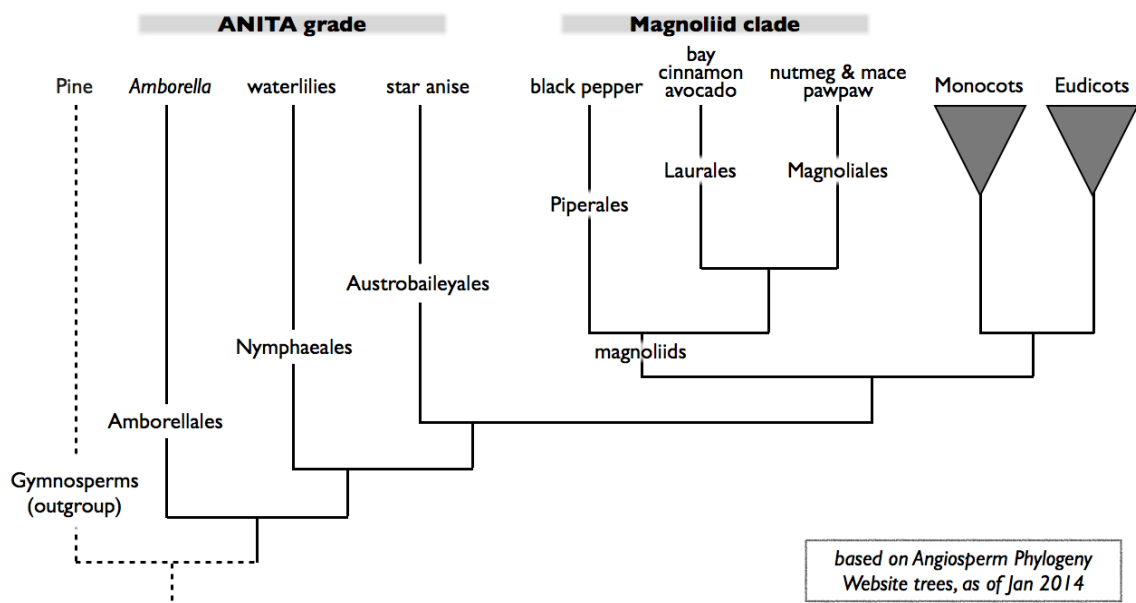 ANITA grade
Magnoliid clade
Pine
Amborella
waterlilies
star anise
black pepper
bay
cinnamon
avocado
nutmeg & mace
pawpaw
Monocots
Eudicots
Laurales
Magnoliales
Piperales
Austrobaileyales
Nymphaeales
magnoliids
Amborellales
Gymnosperms
(outgroup)
based on Angiosperm Phylogeny
Website trees, as of Jan 2014